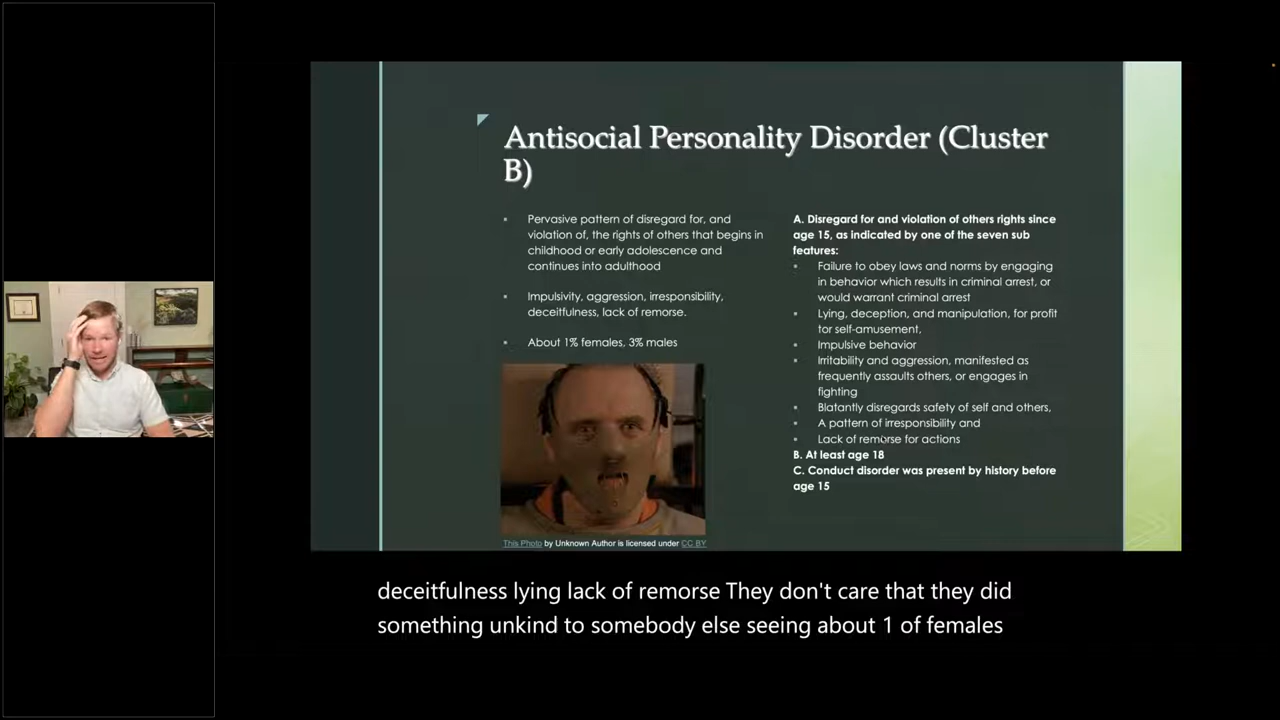 Antisocial Personality Disorder (Cluster
B)
Pervasive pattern of disregard for, and
violation of, the rights of others that begins in
childhood or early adolescence and
continues into adulthood
Impulsivity, aggression, irresponsibility,
deceitfulness, lack of remorse.
About 1% females, 3% males
This Photo by Unknown Author is licensed under CC BY
A. Disregard for and violation of others rights since
age 15, as indicated by one of the seven sub
features:
Failure to obey laws and norms by engaging
in behavior which results in criminal arrest, or
would warrant criminal arrest
Lying, deception, and manipulation, for profit
tor self-amusement,
Impulsive behavior
Irritability and aggression, manifested as
frequently assaults others, or engages in
fighting
Blatantly disregards safety of self and others,
A pattern of irresponsibility and
Lack of remorse for actions
B. At least age 18
C. Conduct disorder was present by history before
age 15
deceitfulness lying lack of remorse They don't care that they did
something unkind to somebody else seeing about 1 of females